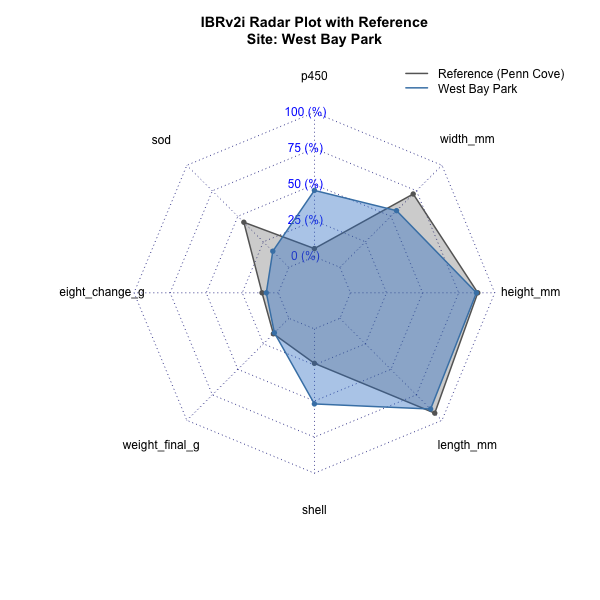 IBRv2i Radar Plot with Reference
Site: West Bay Park
p450
Reference (Penn Cove)
West Bay Park
100 (%)
sod
width_mm
75 (%)
50 (%)
25 (%)
0 (%)
eight_change_g
height_mm
weight_final_g
length_mm
shell